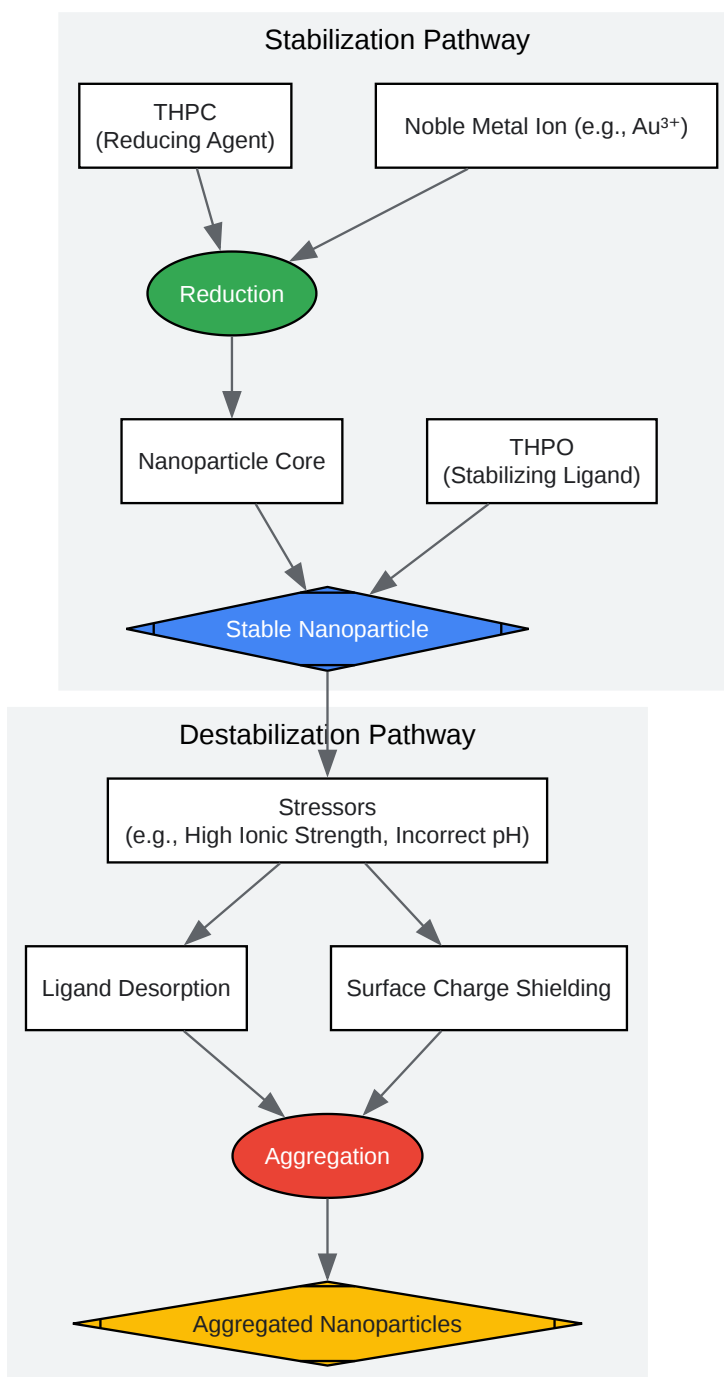 Stabilization Pathway
THPC
(Reducing Agent)
Noble Metal Ion (e.g., Au³⁺)
Reduction
Nanoparticle Core
THPO
(Stabilizing Ligand)
Stable Nanoparticle
Destabilization Pathway
Stressors
(e.g., High Ionic Strength, Incorrect pH)
Ligand Desorption
Surface Charge Shielding
Aggregation
Aggregated Nanoparticles